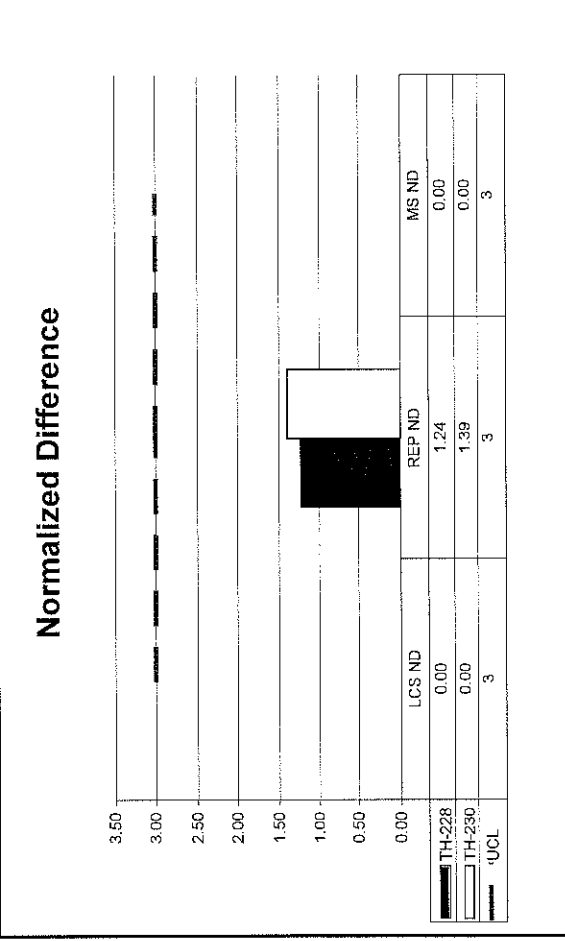 Normalized Difference
3.50
3.00
2.50
2.00
1.50
1.00
0.50
0.00
LCS ND REP ND MS ND
TH-228 0.00 1.24 0.00
TH-230 0.00 1.39 0.00
UCL 3 3 3